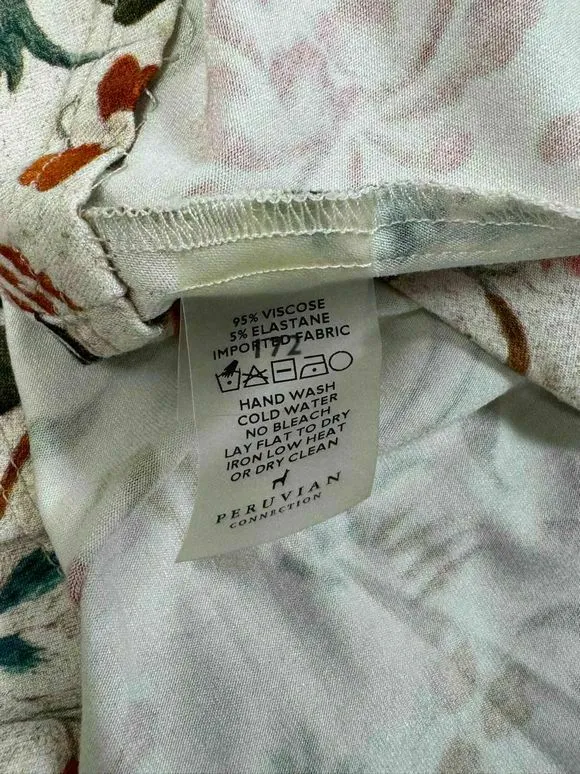 95% VISCOSE
5% ELASTANE
IMPORTED FABRIC
172
HAND WASH
COLD WATER
NO BLEACH
LAY FLAT TO DRY
IRON LOW HEAT
OR DRY CLEAN
PERUVIAN
CONNECTION